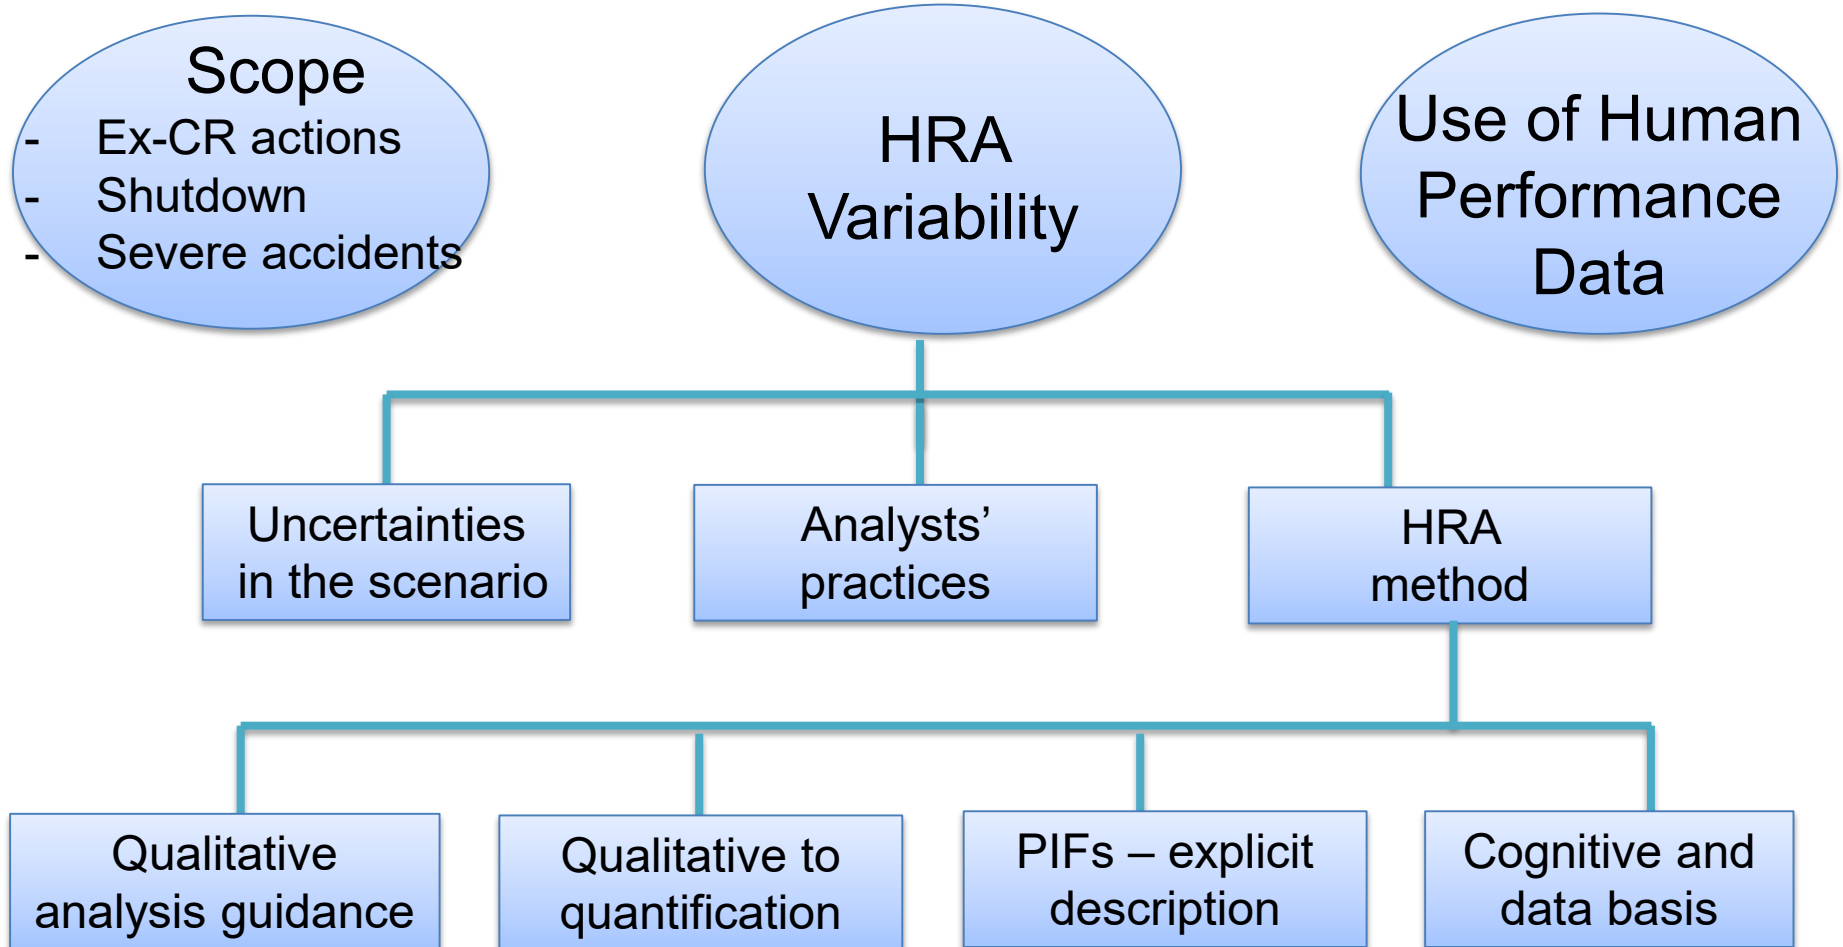 Scope
- Ex-CR actions
- Shutdown
- Severe accidents
HRA
Variability
Use of Human
Performance
Data
Uncertainties
in the scenario
Analysts’
practices
HRA
method
Qualitative
analysis guidance
Qualitative to
quantification
PIFs – explicit
description
Cognitive and
data basis